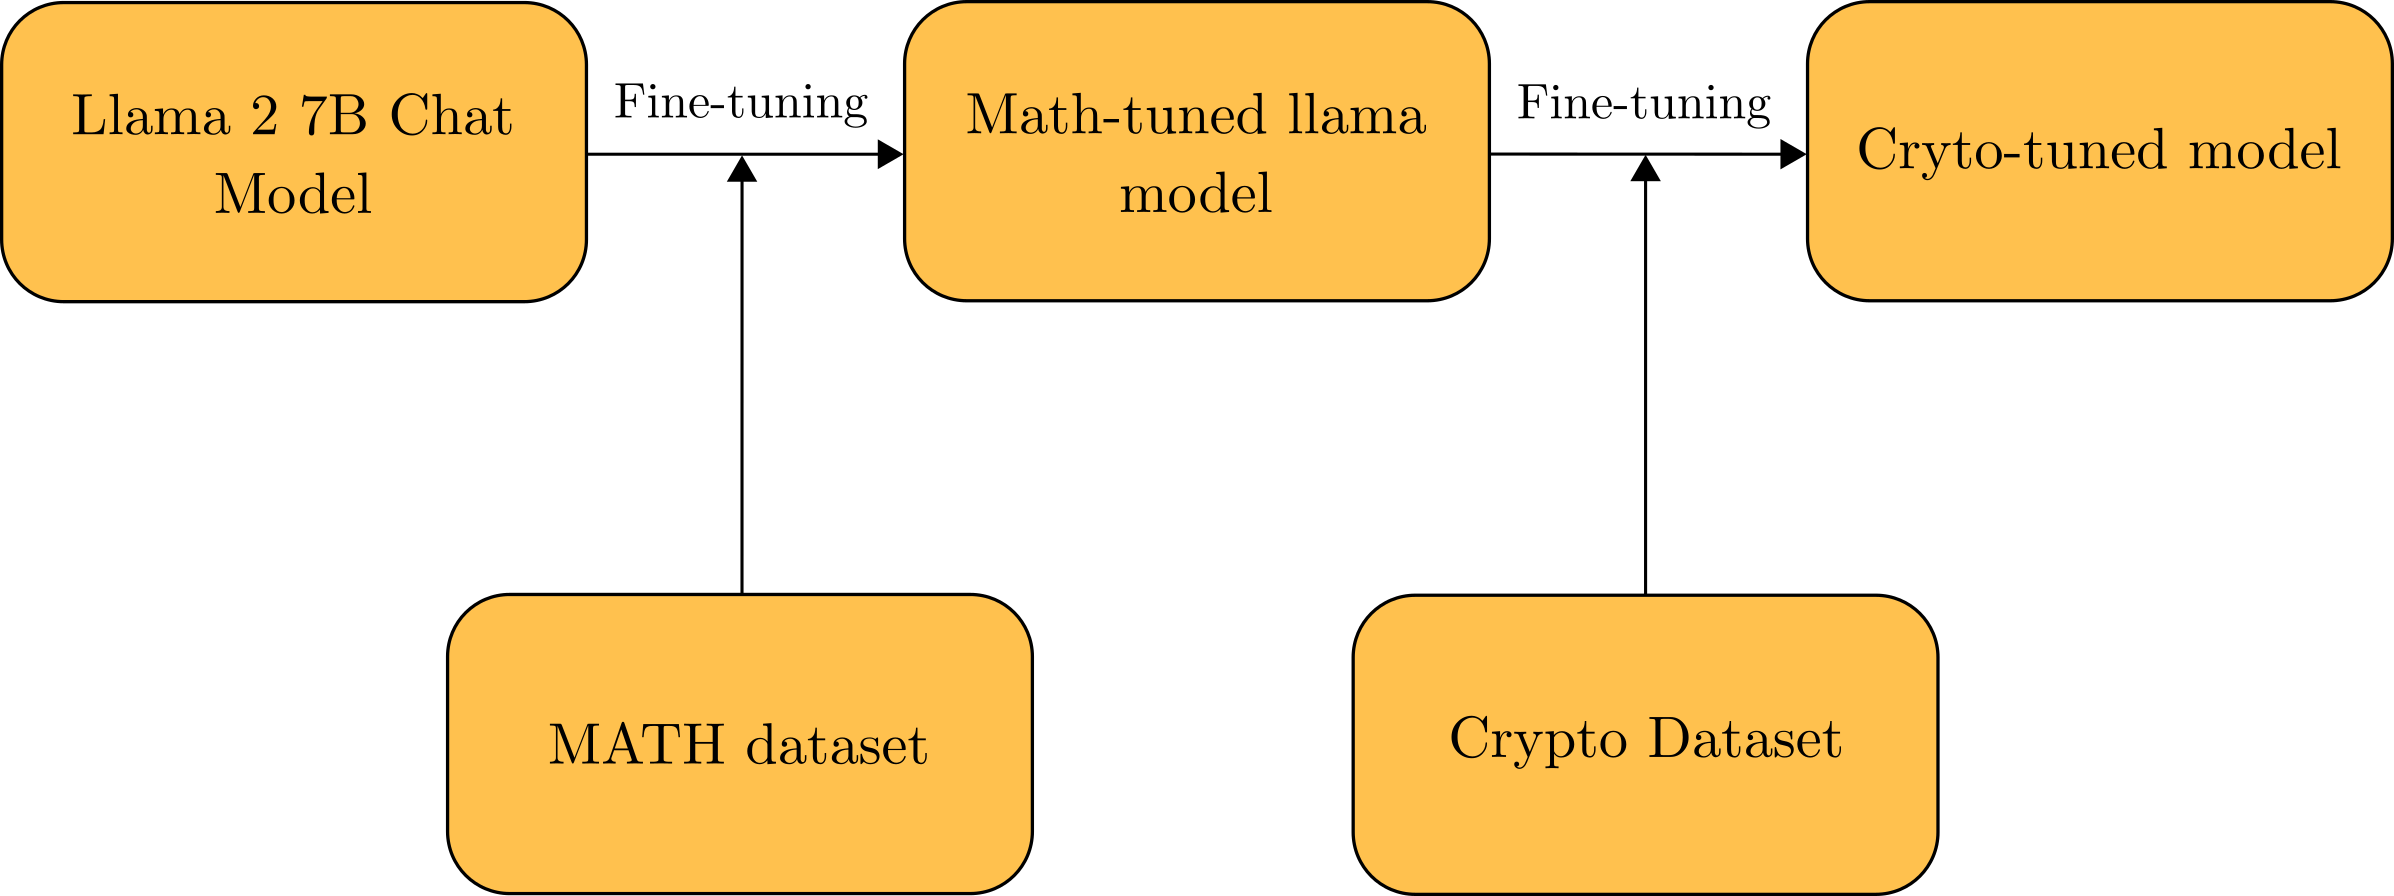 Llama 2 7B Chat
Model
Fine-tuning
Math-tuned llama
model
Fine-tuning
Cryto-tuned model
MATH dataset
Crypto Dataset